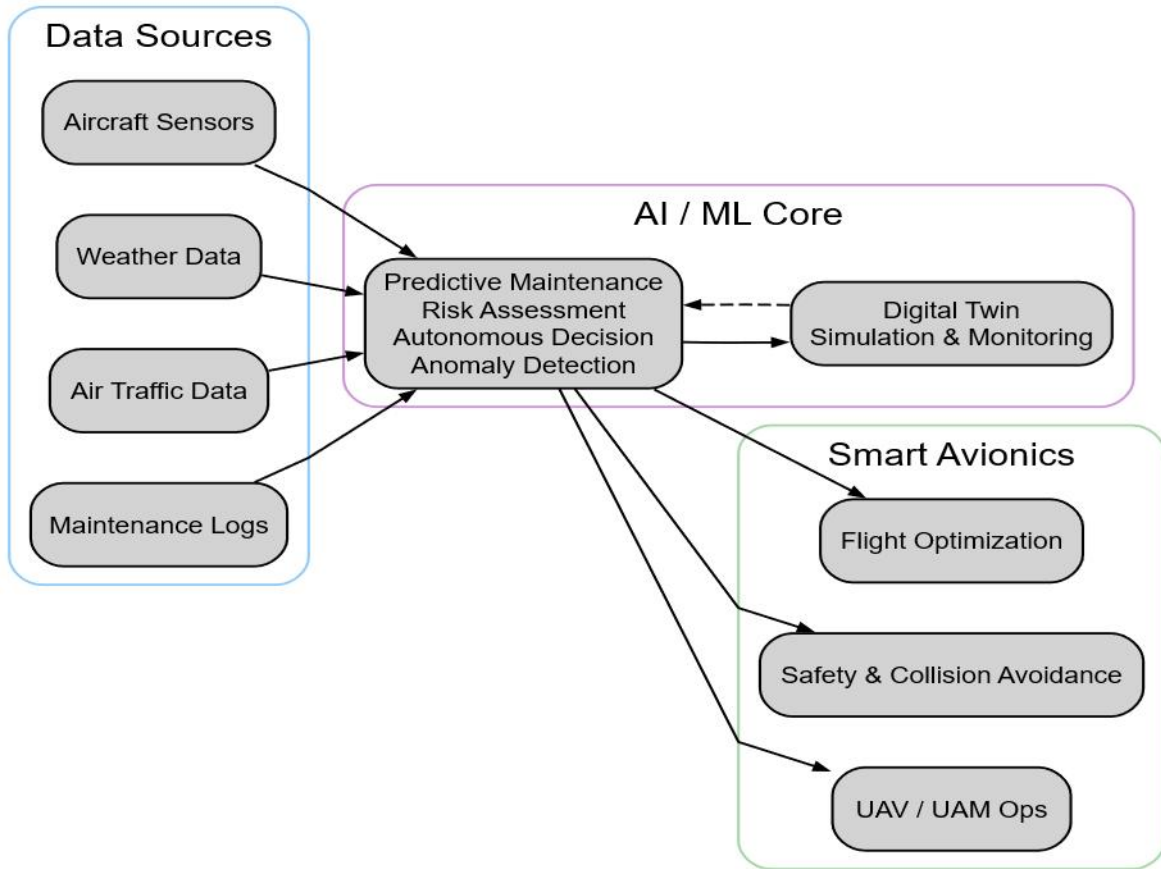 Data Sources
Aircraft Sensors
Weather Data
Air Traffic Data
Maintenance Logs
AI / ML Core
Predictive Maintenance
Risk Assessment
Autonomous Decision
Anomaly Detection
Digital Twin
Simulation & Monitoring
Smart Avionics
Flight Optimization
Safety & Collision Avoidance
UAV / UAM Ops